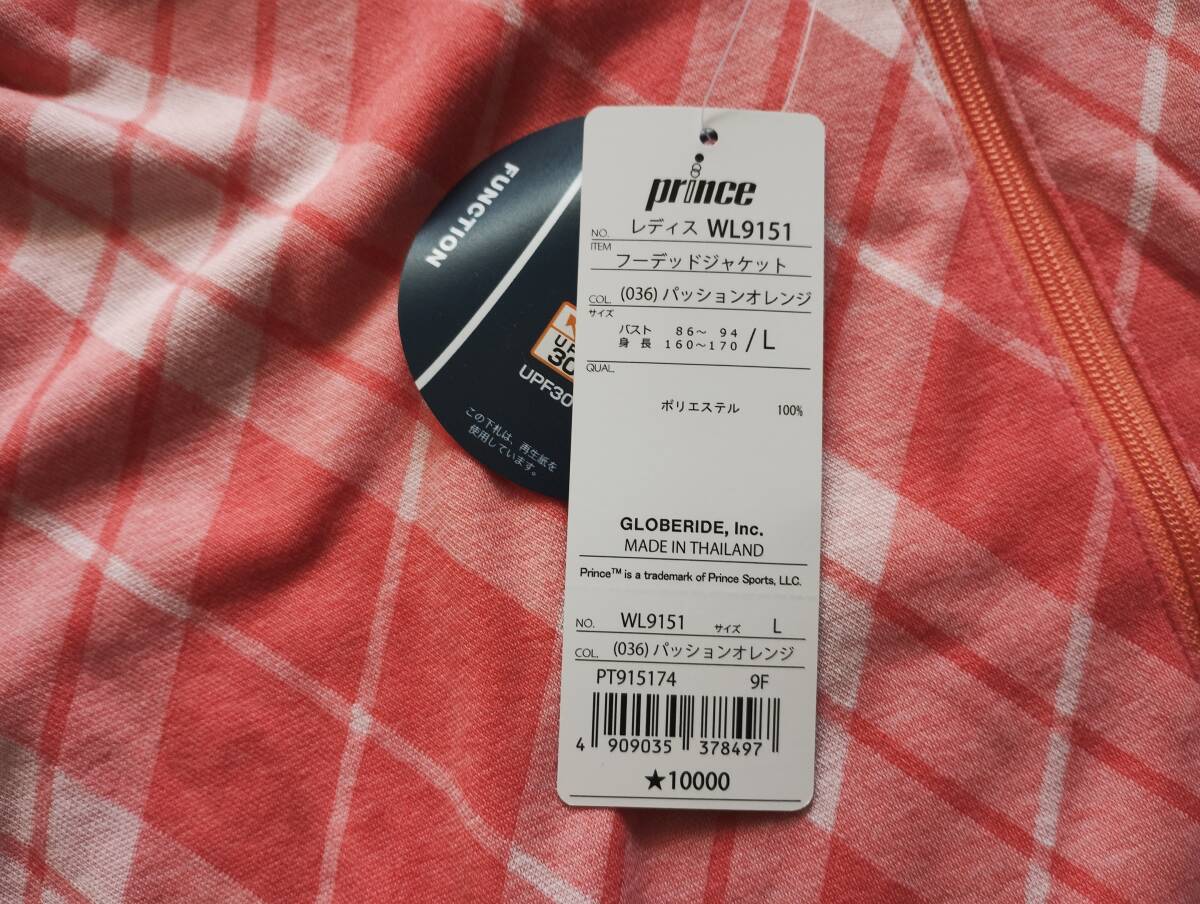 FUNCTION
UPF30
この下札は、再生紙を
使用しています。
prince
NO. レディス WL9151
ITEM
フーデッドジャケット
COL. (036) パッションオレンジ
サイズ
バスト 86～ 94
身長 160～170 / L
QUAL.
ポリエステル 100%
GLOBERIDE, Inc.
MADE IN THAILAND
Prince™ is a trademark of Prince Sports, LLC.
NO. WL9151 サイズ L
COL. (036) パッションオレンジ
PT915174 9F
4 909035 378497
★10000